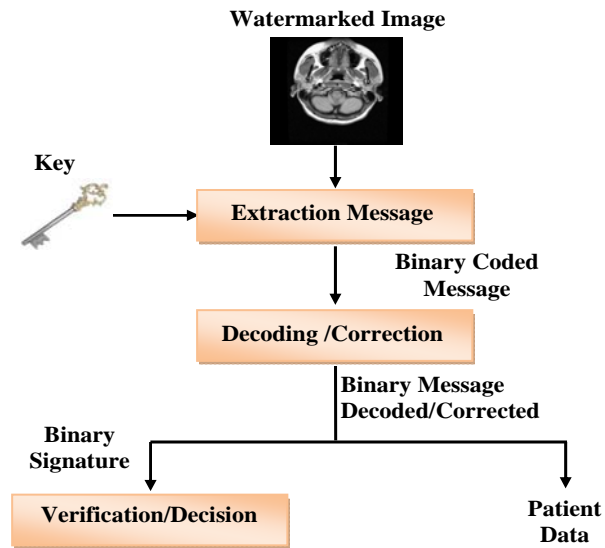 Watermarked Image
Key
Extraction Message
Binary Coded
Message
Decoding /Correction
Binary Message
Decoded/Corrected
Binary
Signature
Verification/Decision
Patient
Data